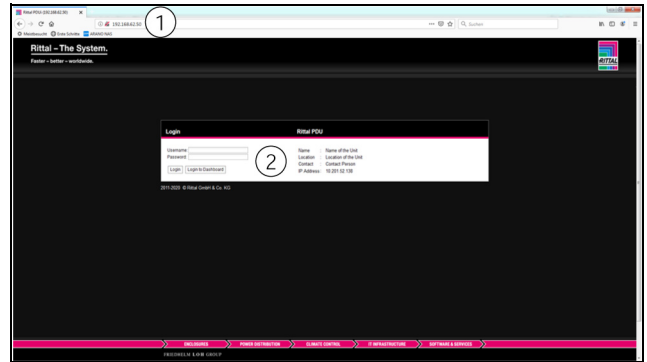 Rittal PDU (192.168.62.50)
192.168.62.50
Suchen
Meistbesucht Erste Schritte ARAND NAS
1
Rittal – The System.
Faster – better – worldwide.
RITTAL
Login Rittal PDU
Username
Password
Login Login to Dashboard
2
Name : Name of the Unit
Location : Location of the Unit
Contact : Contact Person
IP Address: 10.201.52.138
2011-2020 © Rittal GmbH & Co. KG
ENCLOSURES POWER DISTRIBUTION CLIMATE CONTROL IT INFRASTRUCTURE SOFTWARE & SERVICES
FRIEDHELM LOH GROUP